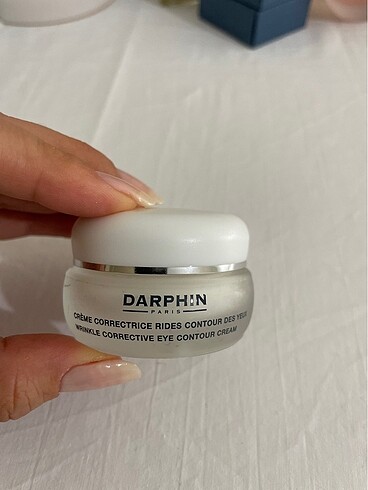 DARPHIN
PARIS
CRÈME CORRECTRICE RIDES CONTOUR DES YEUX
WRINKLE CORRECTIVE EYE CONTOUR CREAM